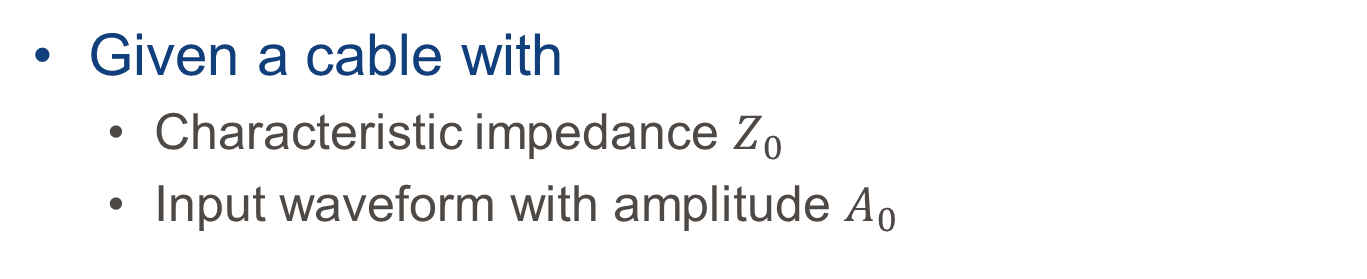 • Given a cable with
• Characteristic impedance Z₀
• Input waveform with amplitude A₀